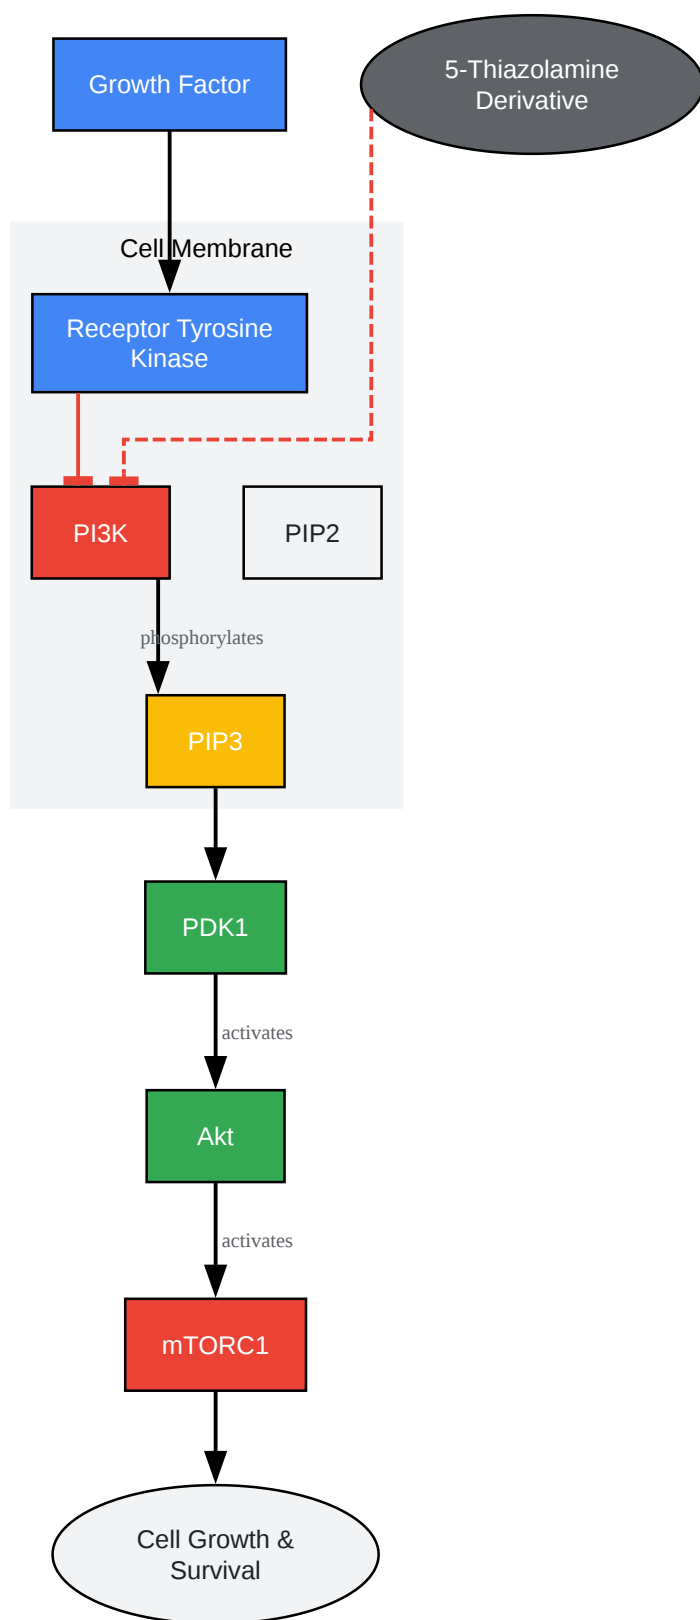 Growth Factor
5-Thiazolamine
Derivative
Cell Membrane
Receptor Tyrosine
Kinase
PI3K
PIP2
phosphorylates
PIP3
PDK1
activates
Akt
activates
mTORC1
Cell Growth &
Survival